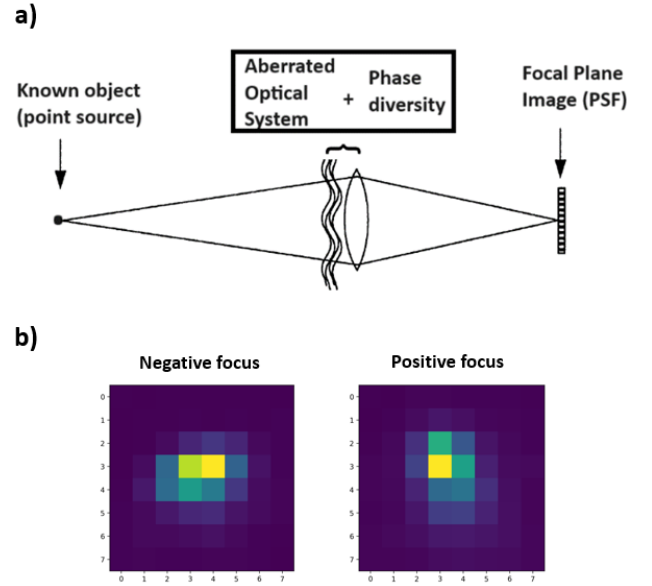 a)
Known object
(point source)
Aberrated
Optical
System
+
Phase
diversity
Focal Plane
Image (PSF)
b)
Negative focus
Positive focus
0
1
2
3
4
5
6
7
0 1 2 3 4 5 6 7
0
1
2
3
4
5
6
7
0 1 2 3 4 5 6 7